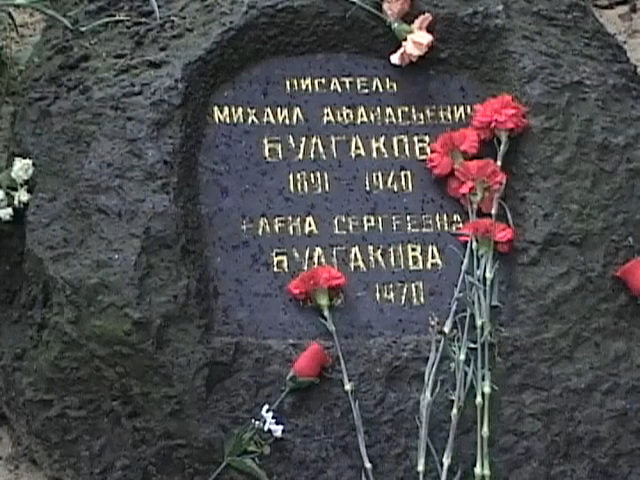 ПИСАТЕЛЬ
МИХАИЛ АФАНАСЬЕВИЧ
БУЛГАКОВ
1891 - 1940
ЕЛЕНА СЕРГЕЕВНА
БУЛГАКОВА
- 1970